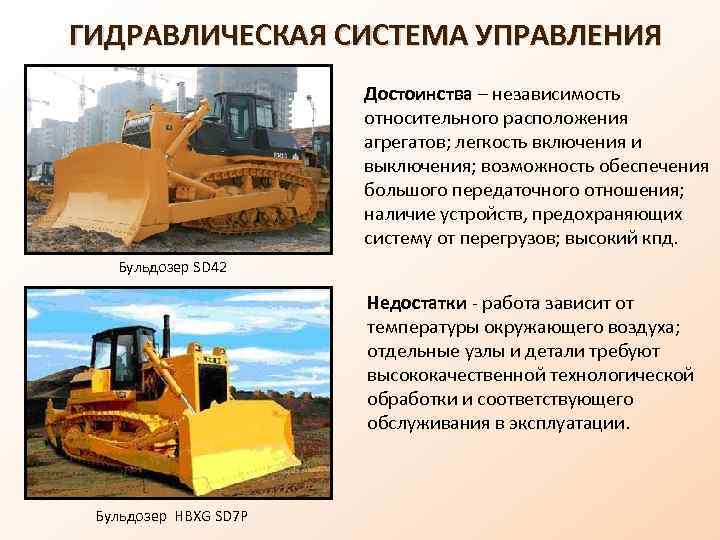 ГИДРАВЛИЧЕСКАЯ СИСТЕМА УПРАВЛЕНИЯ
Достоинства – независимость
относительного расположения
агрегатов; легкость включения и
выключения; возможность обеспечения
большого передаточного отношения;
наличие устройств, предохраняющих
систему от перегрузов; высокий кпд.
Бульдозер SD42
Недостатки - работа зависит от
температуры окружающего воздуха;
отдельные узлы и детали требуют
высококачественной технологической
обработки и соответствующего
обслуживания в эксплуатации.
Бульдозер HBXG SD7P